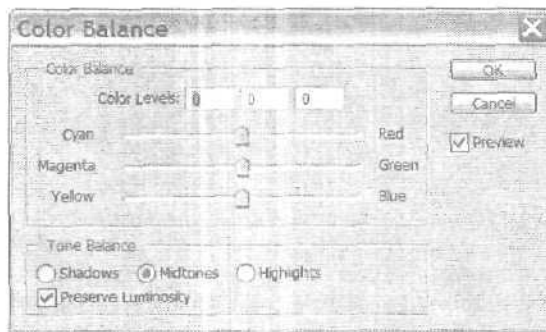 Color Balance
Color Balance
OK
Color Levels: 0 0 0
Cancel
Cyan Red
Preview
Magenta Green
Yellow Blue
Tone Balance
Shadows Midtones Highlights
Preserve Luminosity